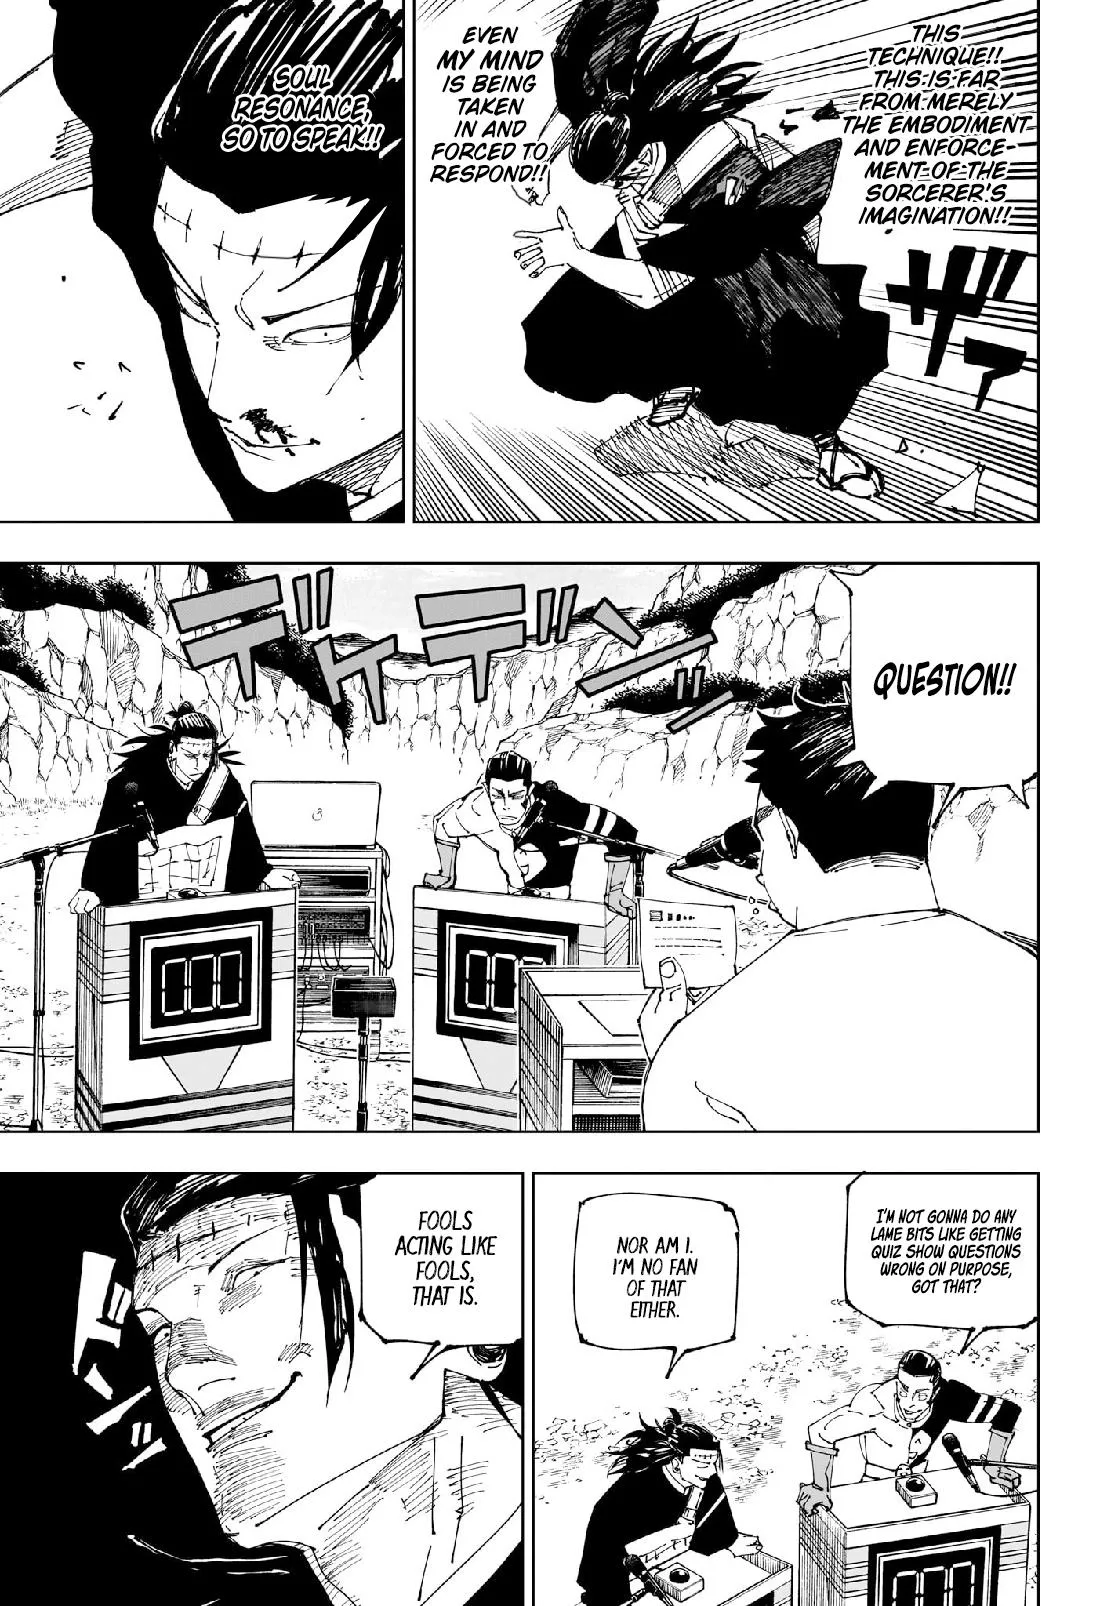 THIS
TECHNIQUE!!
THIS IS FAR
FROM MERELY
THE EMBODIMENT
AND ENFORCE-
MENT OF THE
SORCERER'S
IMAGINATION!!
EVEN
MY MIND
IS BEING
TAKEN
IN AND
FORCED TO
RESPOND!!
SOUL
RESONANCE,
SO TO SPEAK!!
デデデデン
QUESTION!!
I'M NOT GONNA DO ANY
LAME BITS LIKE GETTING
QUIZ SHOW QUESTIONS
WRONG ON PURPOSE,
GOT THAT?
NOR AM I.
I'M NO FAN
OF THAT
EITHER.
FOOLS
ACTING LIKE
FOOLS,
THAT IS.